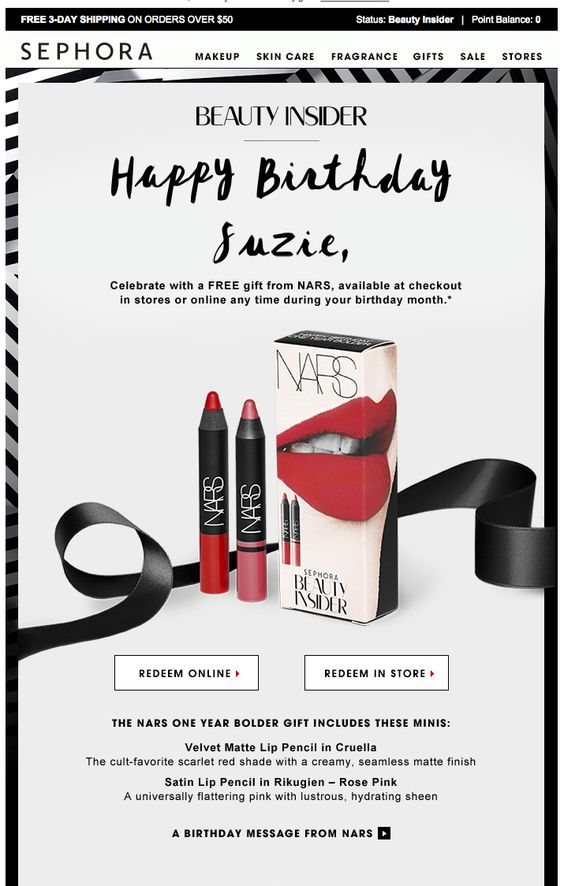 FREE 3-DAY SHIPPING ON ORDERS OVER $50
Status: Beauty Insider | Point Balance: 0
SEPHORA
MAKEUP SKIN CARE FRAGRANCE GIFTS SALE STORES
BEAUTY INSIDER
Happy Birthday
Suzie,
Celebrate with a FREE gift from NARS, available at checkout
in stores or online any time during your birthday month.*
NARS
NARS
NARS
SEPHORA
BEAUTY
INSIDER
REDEEM ONLINE
REDEEM IN STORE
THE NARS ONE YEAR BOLDER GIFT INCLUDES THESE MINIS:
Velvet Matte Lip Pencil in Cruella
The cult-favorite scarlet red shade with a creamy, seamless matte finish
Satin Lip Pencil in Rikugien – Rose Pink
A universally flattering pink with lustrous, hydrating sheen
A BIRTHDAY MESSAGE FROM NARS